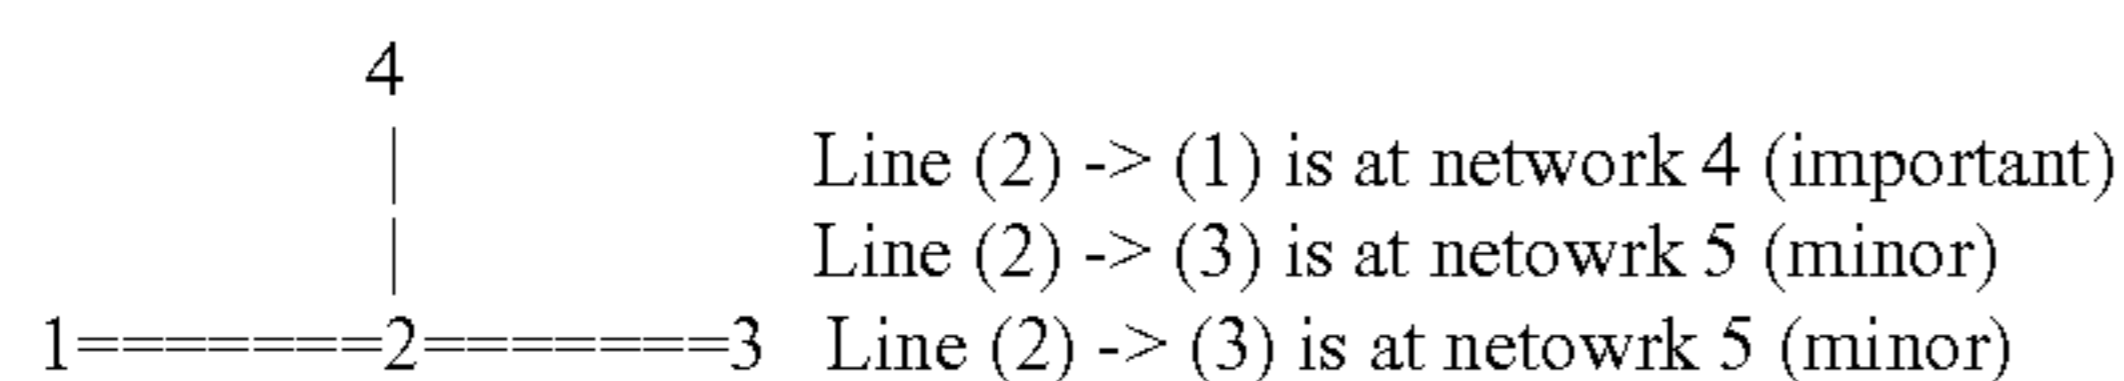 4
|
| Line (2) -> (1) is at network 4 (important)
| Line (2) -> (3) is at netowrk 5 (minor)
1=======2=======3 Line (2) -> (3) is at netowrk 5 (minor)